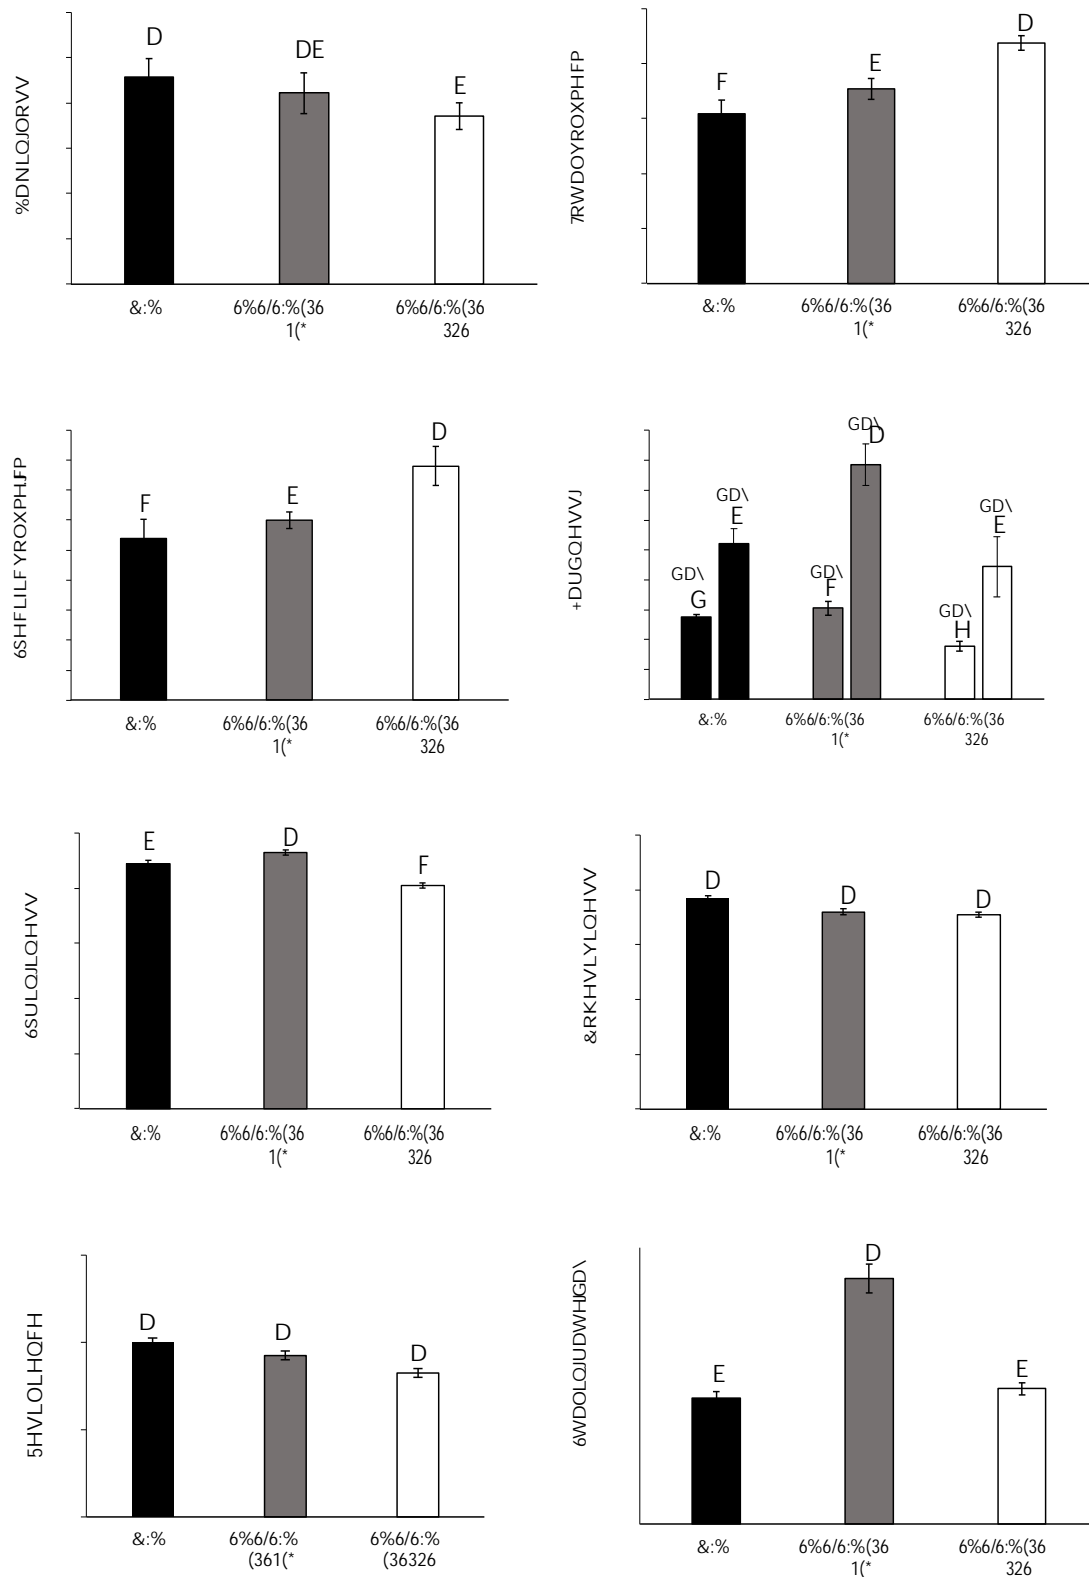 %DNLQJORVV
D
DE
E
&:%
6%6/6:%(36
1(*
6%6/6:%(36
326
7RWDOYROXPHFP
F
E
D
&:%
6%6/6:%(36
1(*
6%6/6:%(36
326
6SHFLILFYROXPHJFP
F
E
D
&:%
6%6/6:%(36
1(*
6%6/6:%(36
326
+DUGQHVVJ
GD\
G
GD\
E
GD\
F
GD\
D
GD\
H
GD\
E
&:%
6%6/6:%(36
1(*
6%6/6:%(36
326
6SULQJLQHVV
E
D
F
&:%
6%6/6:%(36
1(*
6%6/6:%(36
326
&RKHVLYLQHVV
D
D
D
&:%
6%6/6:%(36
1(*
6%6/6:%(36
326
5HVLOLHQFH
D
D
D
&:%
6%6/6:%
(361(*
6%6/6:%
(36326
6WDOLQJUDWHJGD\
E
D
E
&:%
6%6/6:%(36
1(*
6%6/6:%(36
326